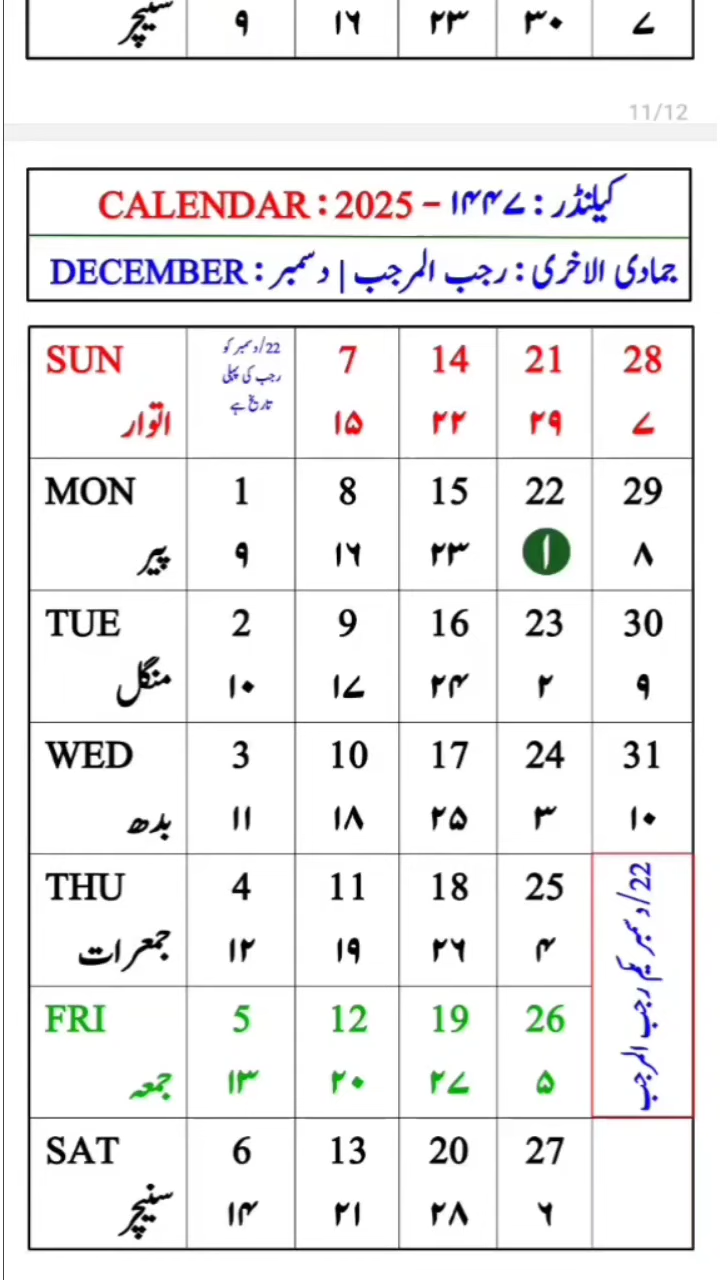 سنیچر ۹ ۱۶ ۲۳ ۳۰ ۷
11/12
CALENDAR : 2025 - کیلنڈر : ۱۴۴۷
جمادی الاخری : رجب المرجب | دسمبر : DECEMBER
SUN 7 14 21 28
22/دسمبر کو
رجب کی پہلی
تاریخ ہے
اتوار ۱۵ ۲۲ ۲۹ ۷
MON 1 8 15 22 29
پیر ۹ ۱۶ ۲۳ ۱ ۸
TUE 2 9 16 23 30
منگل ۱۰ ۱۷ ۲۴ ۲ ۹
WED 3 10 17 24 31
بدھ ۱۱ ۱۸ ۲۵ ۳ ۱۰
THU 4 11 18 25
جمعرات ۱۲ ۱۹ ۲۶ ۴
22/دسمبر یکم رجب المرجب
FRI 5 12 19 26
جمعہ ۱۳ ۲۰ ۲۷ ۵
SAT 6 13 20 27
سنیچر ۱۴ ۲۱ ۲۸ ۶